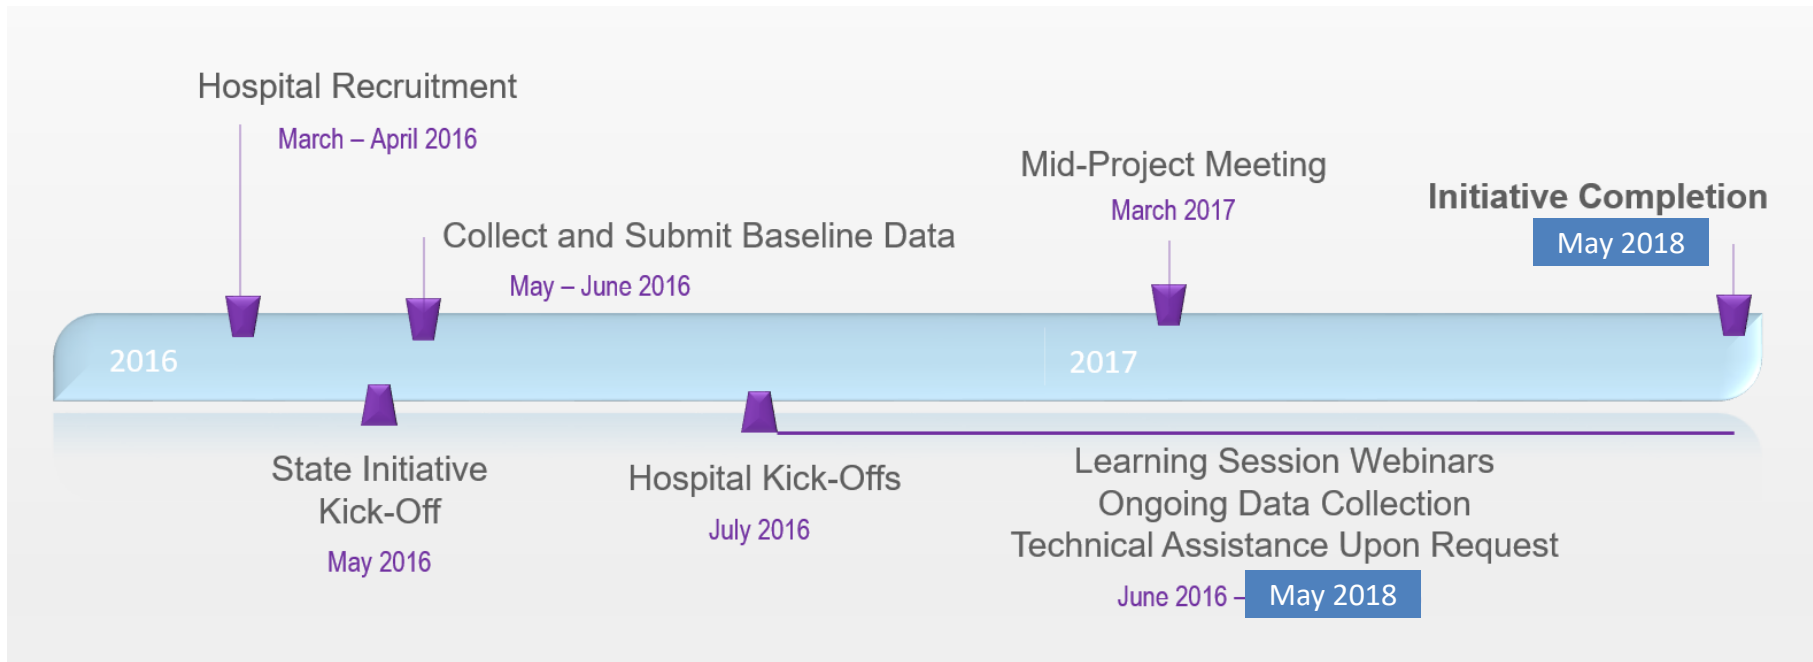 Hospital Recruitment
March – April 2016
Mid-Project Meeting
March 2017
Initiative Completion
May 2018
Collect and Submit Baseline Data
May – June 2016
2016
2017
State Initiative
Kick-Off
May 2016
Hospital Kick-Offs
July 2016
Learning Session Webinars
Ongoing Data Collection
Technical Assistance Upon Request
June 2016 – May 2018